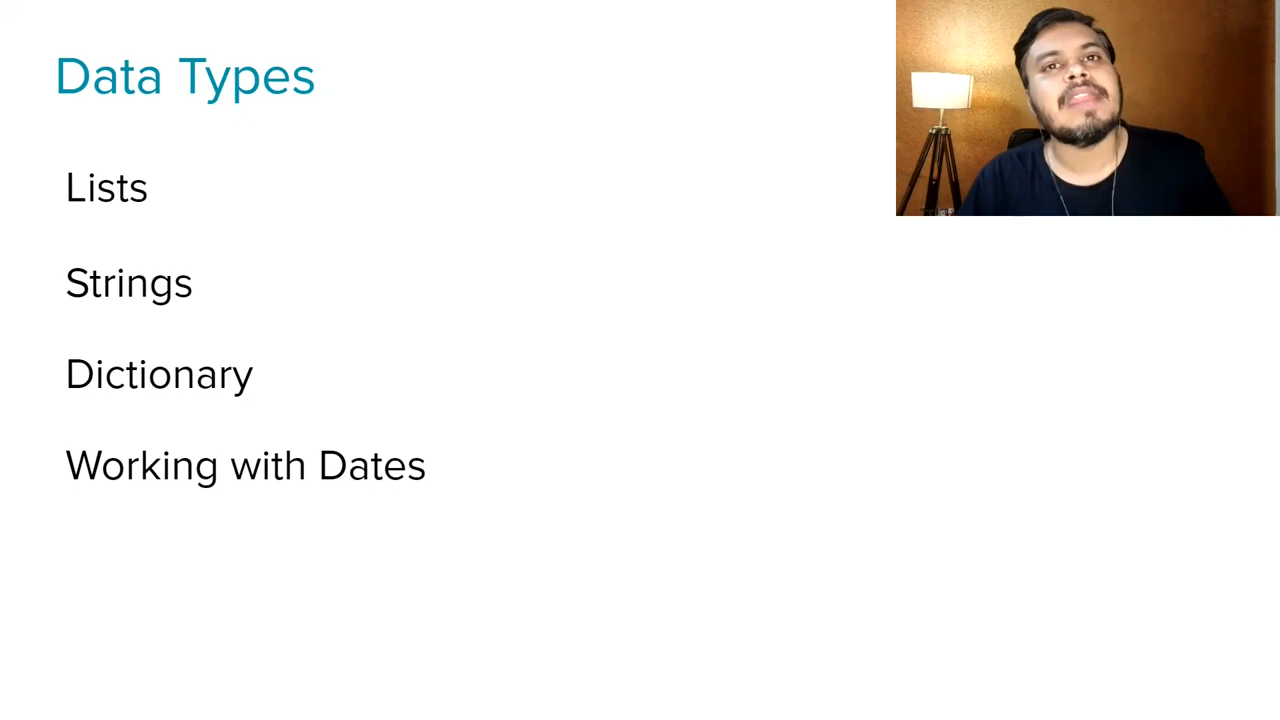 Data Types
Lists
Strings
Dictionary
Working with Dates